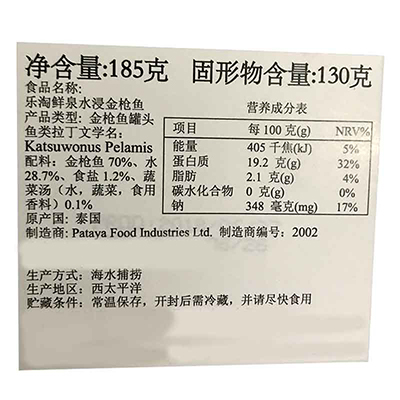 净含量:185克 固形物含量:130克
食品名称:
乐淘鲜泉水浸金枪鱼
产品类型: 金枪鱼罐头
鱼类拉丁文学名:
Katsuwonus Pelamis
配料: 金枪鱼 70%、水
28.7%、食盐 1.2%、蔬
菜汤（水，蔬菜，食用
香料）0.1%
原产国: 泰国
营养成分表
项目 每 100 克(g) NRV%
能量 405 千焦(kJ) 5%
蛋白质 19.2 克(g) 32%
脂肪 2.1 克(g) 4%
碳水化合物 0 克(g) 0%
钠 348 毫克(mg) 17%
制造商: Pataya Food Industries Ltd. 制造商编号: 2002
生产方式: 海水捕捞
生产地区: 西太平洋
贮藏条件: 常温保存，开封后需冷藏，并请尽快食用